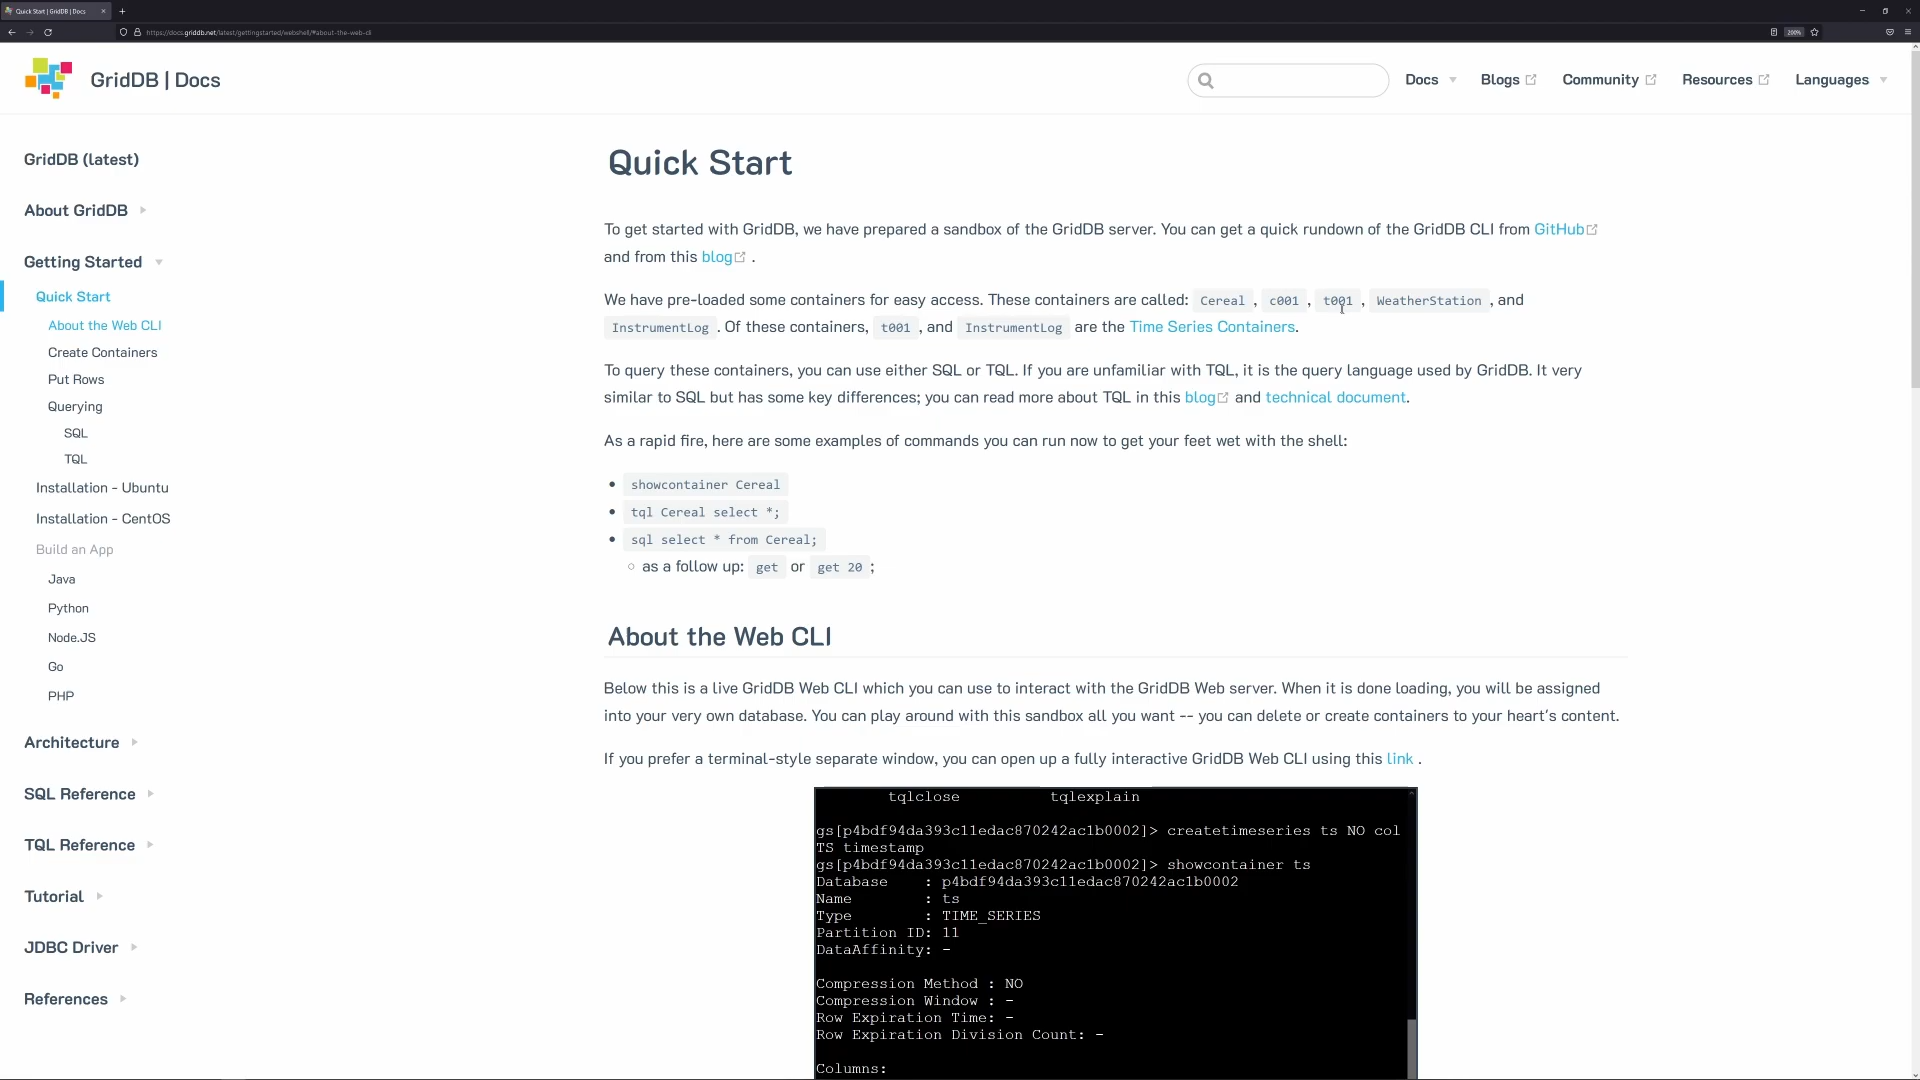 Quick Start | GridDB | Docs
https://docs.griddb.net/latest/gettingstarted/webshell/#about-the-web-cli
200%
GridDB | Docs
Docs
Blogs
Community
Resources
Languages
GridDB (latest)
About GridDB
Getting Started
Quick Start
About the Web CLI
Create Containers
Put Rows
Querying
SQL
TQL
Installation - Ubuntu
Installation - CentOS
Build an App
Java
Python
Node.JS
Go
PHP
Architecture
SQL Reference
TQL Reference
Tutorial
JDBC Driver
References
Quick Start
To get started with GridDB, we have prepared a sandbox of the GridDB server. You can get a quick rundown of the GridDB CLI from GitHub
and from this blog .
We have pre-loaded some containers for easy access. These containers are called: Cereal , c001 , t001 , WeatherStation , and
InstrumentLog . Of these containers, t001 , and InstrumentLog are the Time Series Containers.
To query these containers, you can use either SQL or TQL. If you are unfamiliar with TQL, it is the query language used by GridDB. It very
similar to SQL but has some key differences; you can read more about TQL in this blog and technical document.
As a rapid fire, here are some examples of commands you can run now to get your feet wet with the shell:
• showcontainer Cereal
• tql Cereal select *;
• sql select * from Cereal;
○ as a follow up: get or get 20 ;
About the Web CLI
Below this is a live GridDB Web CLI which you can use to interact with the GridDB Web server. When it is done loading, you will be assigned
into your very own database. You can play around with this sandbox all you want -- you can delete or create containers to your heart's content.
If you prefer a terminal-style separate window, you can open up a fully interactive GridDB Web CLI using this link .
tqlclose tqlexplain
gs[p4bdf94da393c11edac870242ac1b0002]> createtimeseries ts NO col
TS timestamp
gs[p4bdf94da393c11edac870242ac1b0002]> showcontainer ts
Database : p4bdf94da393c11edac870242ac1b0002
Name : ts
Type : TIME_SERIES
Partition ID: 11
DataAffinity: -
Compression Method : NO
Compression Window : -
Row Expiration Time: -
Row Expiration Division Count: -
Columns: